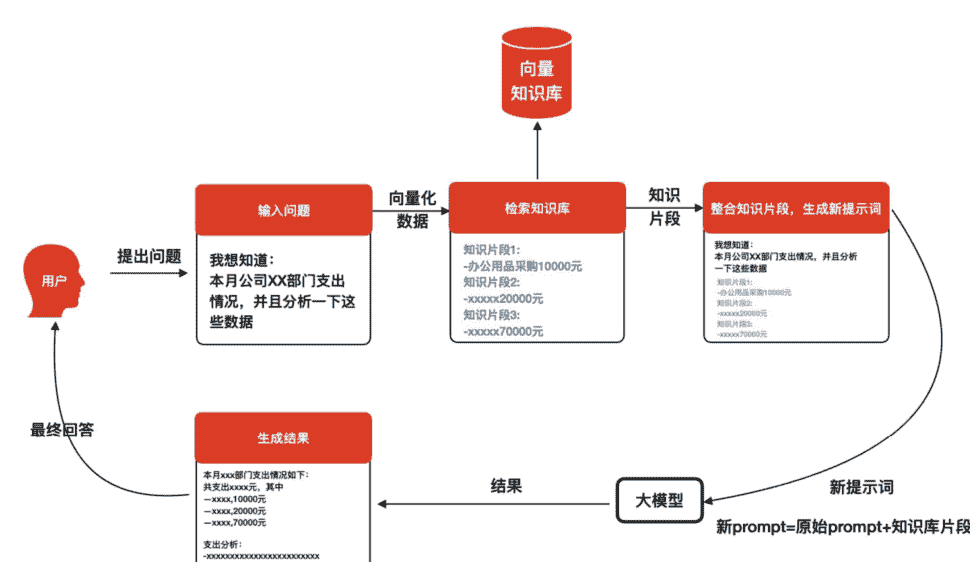 向量
知识库
输入问题
向量化
数据
检索知识库
知识
片段
整合知识片段，生成新提示词
用户
提出问题
我想知道：
本月公司XX部门支出
情况，并且分析一下这
些数据
知识片段1：
-办公用品采购10000元
知识片段2：
-xxxxx20000元
知识片段3：
-xxxxx70000元
我想知道：
本月公司XX部门支出情况，并且分析
一下这些数据
知识片段1：
-办公用品采购10000元
知识片段2：
-xxxxx20000元
知识片段3：
-xxxxx70000元
最终回答
生成结果
本月xxx部门支出情况如下：
共支出xxxx元，其中
—xxxx,10000元
—xxxx,20000元
—xxxx,70000元
支出分析：
-xxxxxxxxxxxxxxxxxxxxxxxx
结果
大模型
新提示词
新prompt=原始prompt+知识库片段